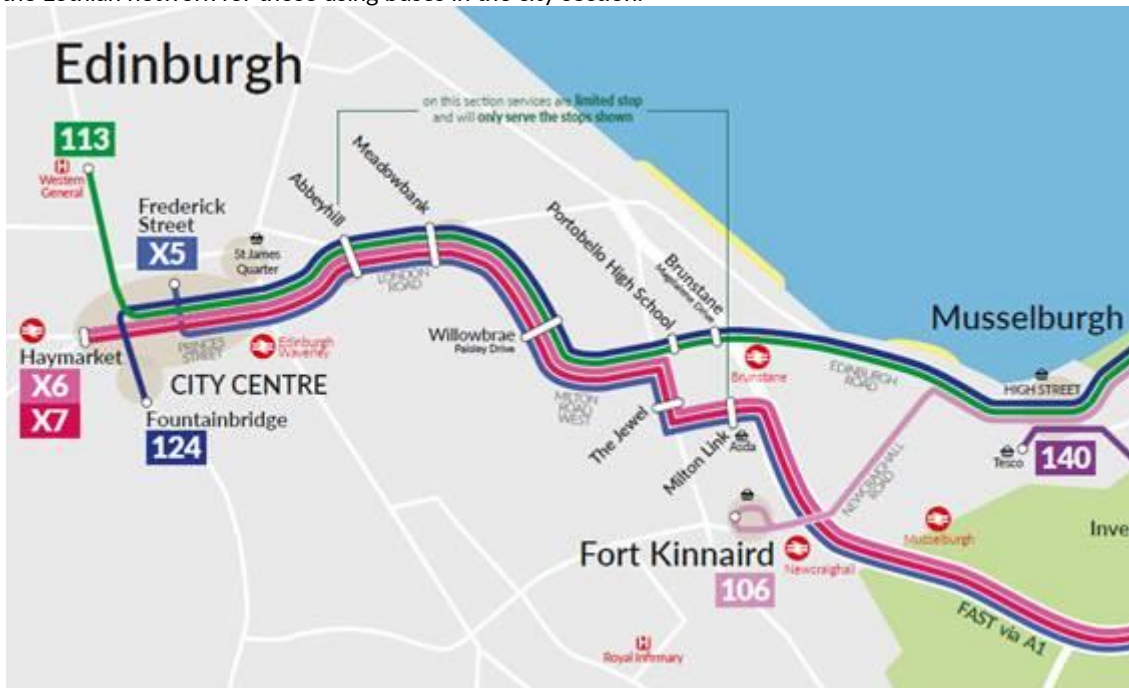 the Lothian network for those using buses in the city section.
Edinburgh
on this section services are limited stop
and will only serve the stops shown
113
Western
General
Frederick
Street
X5
St James
Quarter
Abbeyhill
Meadowbank
LONDON
ROAD
Portobello High School
Brunstane
Magdalene Drive
Musselburgh
Willowbrae
Paisley Drive
Haymarket
X6
X7
PRINCES
STREET
Edinburgh
Waverley
CITY CENTRE
Fountainbridge
124
MILTON
ROAD
WEST
The Jewel
Milton Link
Asda
Brunstane
EDINBURGH
ROAD
HIGH STREET
Tesco
140
NEWCRAIGHALL
ROAD
Fort Kinnaird
106
Newcraighall
Musselburgh
Inve
FAST via A1
Royal Infirmary